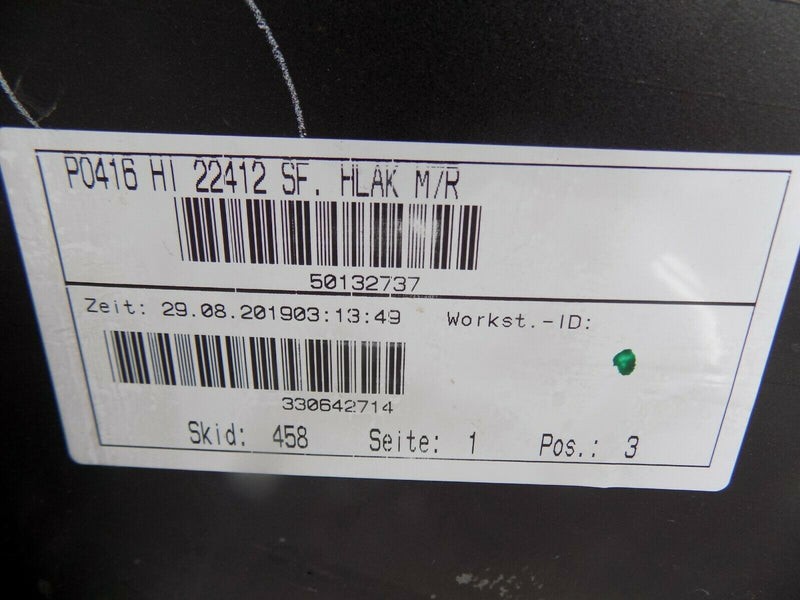 P0416 HI 22412 SF. HLAK M/R
50132737
Zeit: 29.08.201903:13:49 Workst.-ID:
330642714
Skid: 458 Seite: 1 Pos.: 3